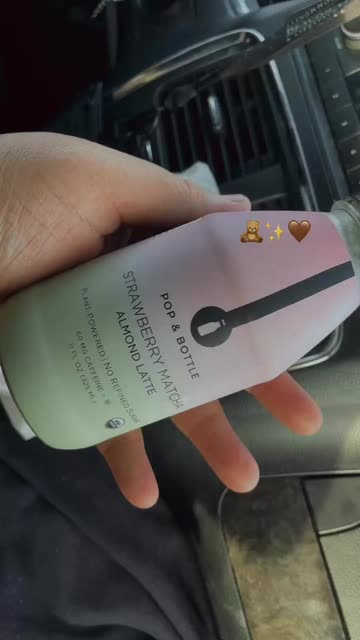 POP & BOTTLE
STRAWBERRY MATCHA
ALMOND LATTE
PLANT-POWERED | NO REFINED SUGAR
60 MG CAFFEINE
11 FL OZ (325 mL)